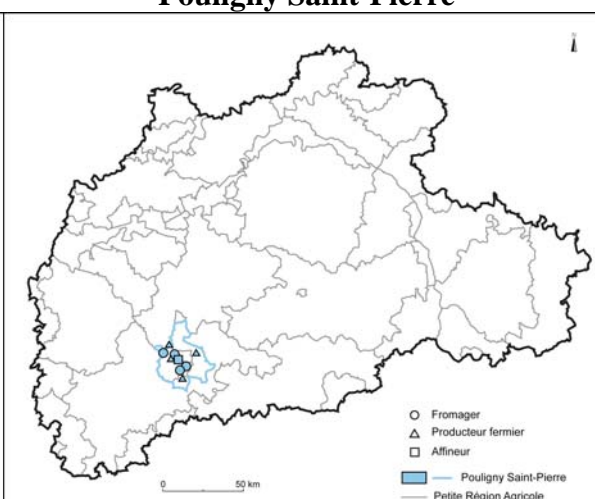 Pouligny Saint-Pierre
N
Fromager
Producteur fermier
Affineur
Pouligny Saint-Pierre
Petite Région Agricole
0 50 km